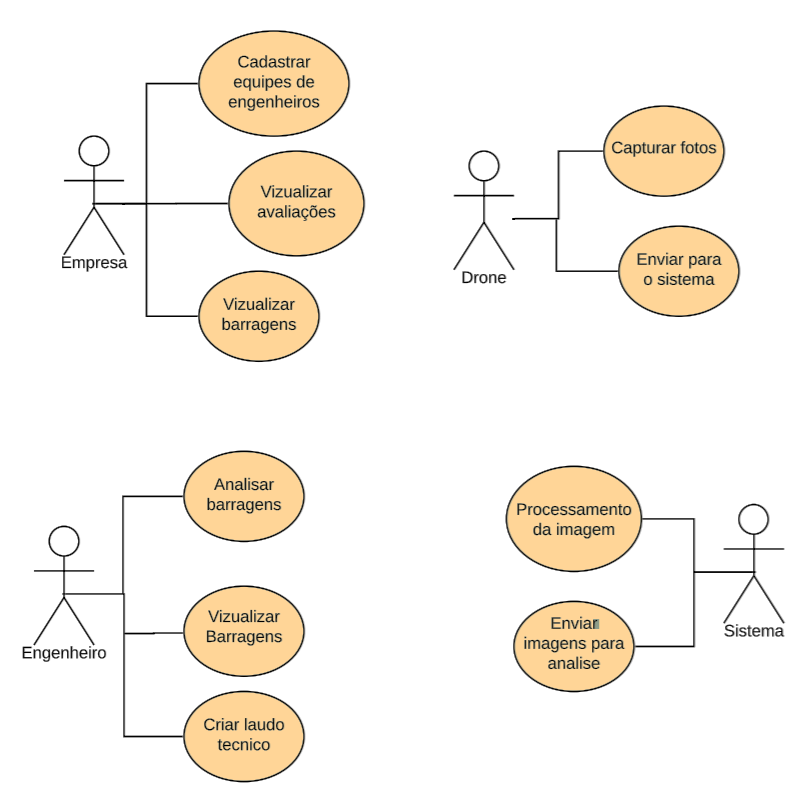 Cadastrar
equipes de
engenheiros
Vizualizar
avaliações
Empresa
Vizualizar
barragens
Capturar fotos
Enviar para
o sistema
Drone
Analisar
barragens
Vizualizar
Barragens
Engenheiro
Criar laudo
tecnico
Processamento
da imagem
Enviar
imagens para
analise
Sistema